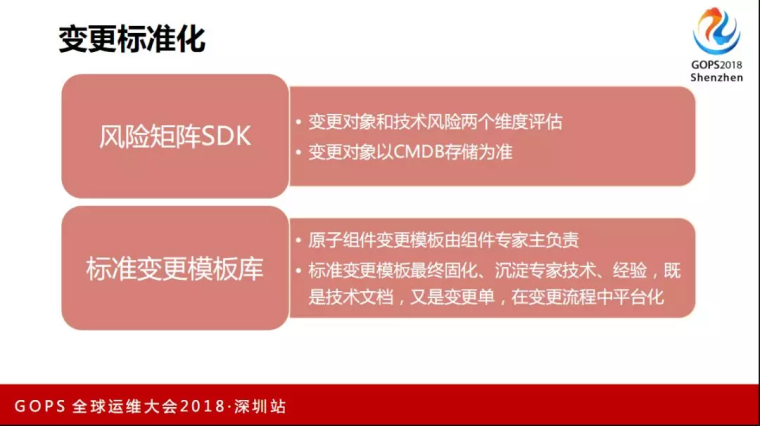 变更标准化
GOPS2018
Shenzhen
风险矩阵SDK
• 变更对象和技术风险两个维度评估
• 变更对象以CMDB存储为准
标准变更模板库
• 原子组件变更模板由组件专家主负责
• 标准变更模板最终固化、沉淀专家技术、经验，既
是技术文档，又是变更单，在变更流程中平台化
GOPS 全球运维大会2018·深圳站